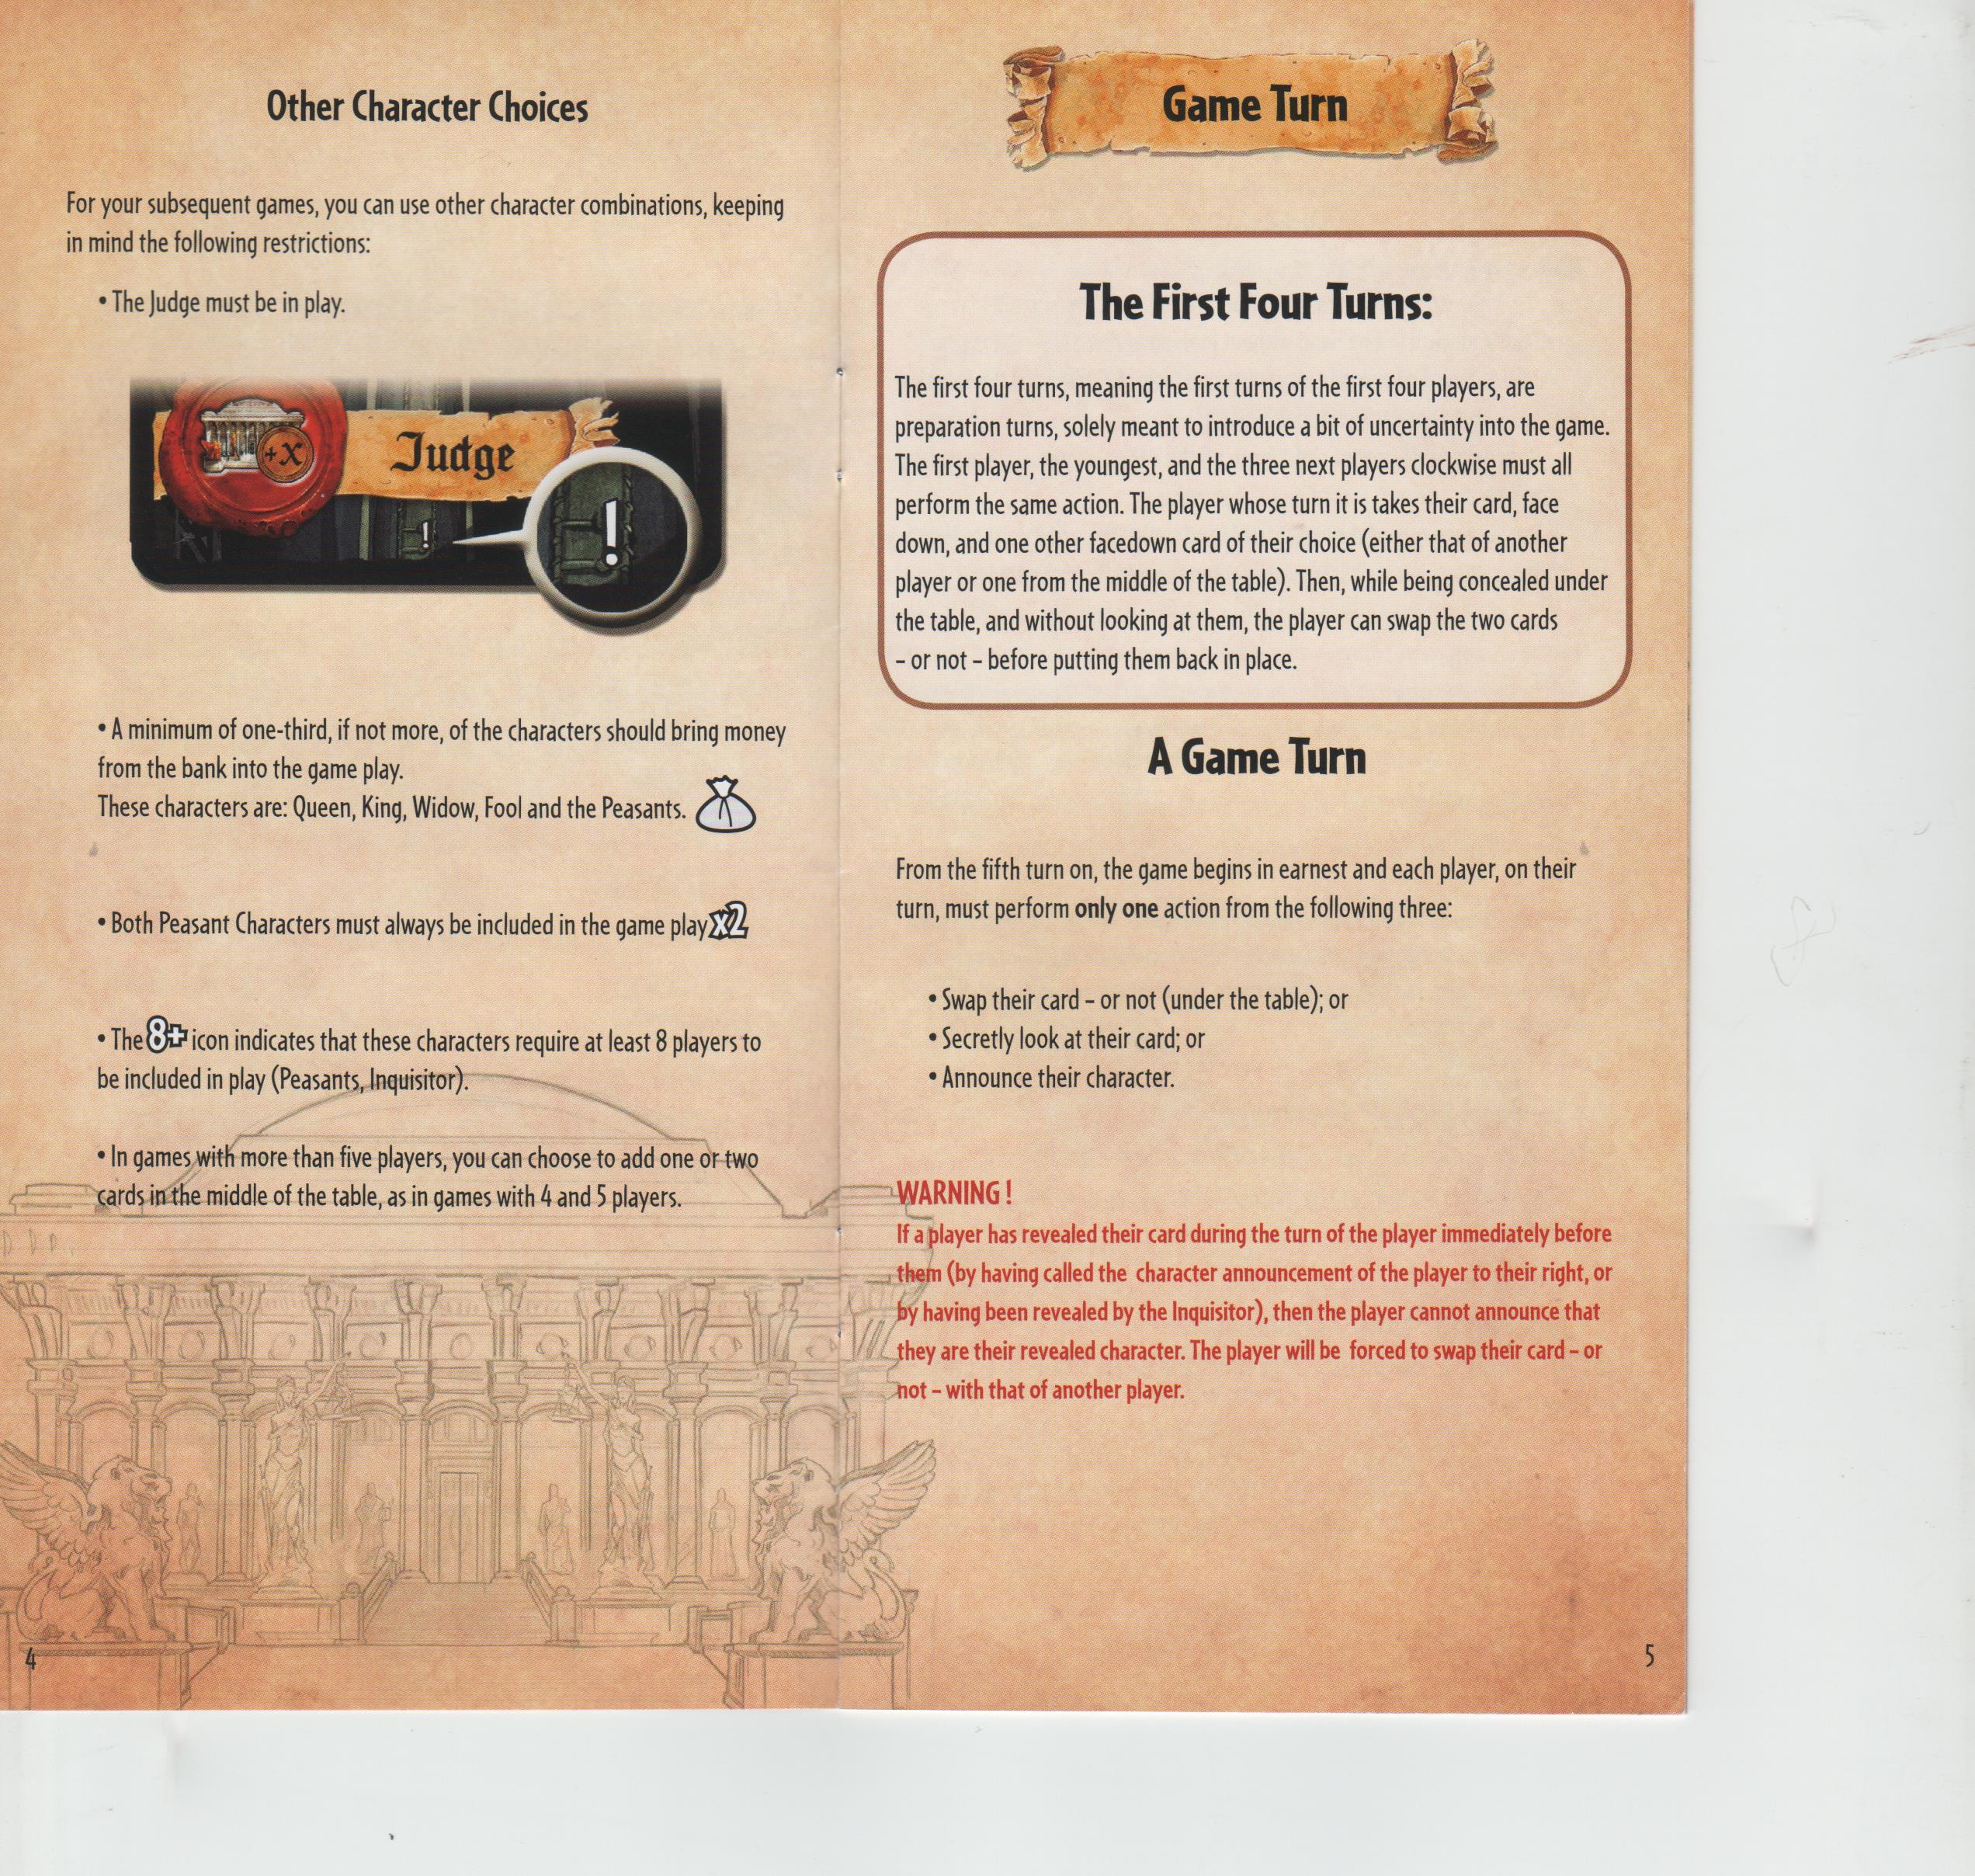 Other Character Choices
For your subsequent games, you can use other character combinations, keeping
in mind the following restrictions:
• The Judge must be in play.
+X
Judge
!
!
• A minimum of one-third, if not more, of the characters should bring money
from the bank into the game play.
These characters are: Queen, King, Widow, Fool and the Peasants.
• Both Peasant Characters must always be included in the game play x2
• The 8+ icon indicates that these characters require at least 8 players to
be included in play (Peasants, Inquisitor).
• In games with more than five players, you can choose to add one or two
cards in the middle of the table, as in games with 4 and 5 players.
4
Game Turn
The First Four Turns:
The first four turns, meaning the first turns of the first four players, are
preparation turns, solely meant to introduce a bit of uncertainty into the game.
The first player, the youngest, and the three next players clockwise must all
perform the same action. The player whose turn it is takes their card, face
down, and one other facedown card of their choice (either that of another
player or one from the middle of the table). Then, while being concealed under
the table, and without looking at them, the player can swap the two cards
– or not – before putting them back in place.
A Game Turn
From the fifth turn on, the game begins in earnest and each player, on their
turn, must perform only one action from the following three:
• Swap their card – or not (under the table); or
• Secretly look at their card; or
• Announce their character.
WARNING !
If a player has revealed their card during the turn of the player immediately before
them (by having called the character announcement of the player to their right, or
by having been revealed by the Inquisitor), then the player cannot announce that
they are their revealed character. The player will be forced to swap their card – or
not – with that of another player.
5